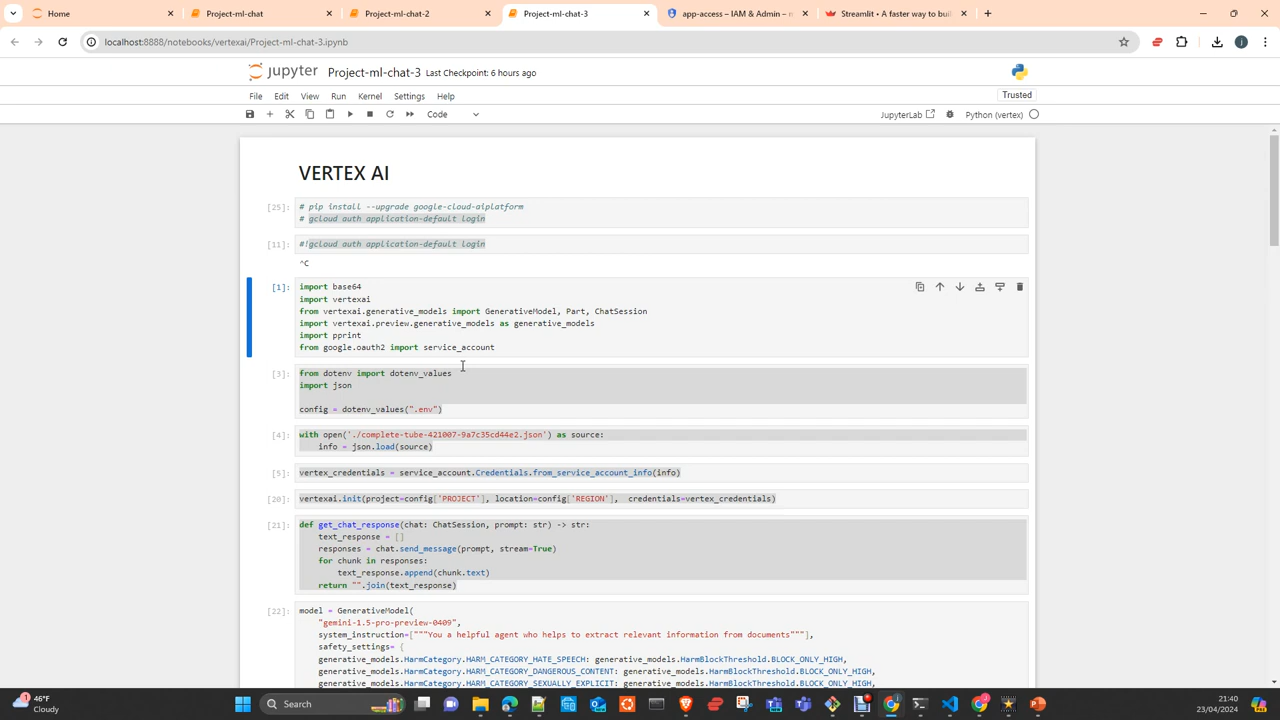 Home
Project-ml-chat
Project-ml-chat-2
Project-ml-chat-3
app-access – IAM & Admin – n
Streamlit • A faster way to buil
localhost:8888/notebooks/vertexai/Project-ml-chat-3.ipynb
jupyter Project-ml-chat-3 Last Checkpoint: 6 hours ago
File Edit View Run Kernel Settings Help
Trusted
Code
JupyterLab
Python (vertex)
VERTEX AI
[25]: # pip install --upgrade google-cloud-aiplatform
# gcloud auth application-default login
[11]: #!gcloud auth application-default login
^C
[1]: import base64
import vertexai
from vertexai.generative_models import GenerativeModel, Part, ChatSession
import vertexai.preview.generative_models as generative_models
import pprint
from google.oauth2 import service_account
[3]: from dotenv import dotenv_values
import json
config = dotenv_values(".env")
[4]: with open('./complete-tube-421007-9a7c35cd44e2.json') as source:
info = json.load(source)
[5]: vertex_credentials = service_account.Credentials.from_service_account_info(info)
[20]: vertexai.init(project=config['PROJECT'], location=config['REGION'], credentials=vertex_credentials)
[21]: def get_chat_response(chat: ChatSession, prompt: str) -> str:
text_response = []
responses = chat.send_message(prompt, stream=True)
for chunk in responses:
text_response.append(chunk.text)
return "".join(text_response)
[22]: model = GenerativeModel(
"gemini-1.5-pro-preview-0409",
system_instruction=["""You a helpful agent who helps to extract relevant information from documents"""],
safety_settings= {
generative_models.HarmCategory.HARM_CATEGORY_HATE_SPEECH: generative_models.HarmBlockThreshold.BLOCK_ONLY_HIGH,
generative_models.HarmCategory.HARM_CATEGORY_DANGEROUS_CONTENT: generative_models.HarmBlockThreshold.BLOCK_ONLY_HIGH,
generative_models.HarmCategory.HARM_CATEGORY_SEXUALLY_EXPLICIT: generative_models.HarmBlockThreshold.BLOCK_ONLY_HIGH,
46°F
Cloudy
Search
21:40
23/04/2024